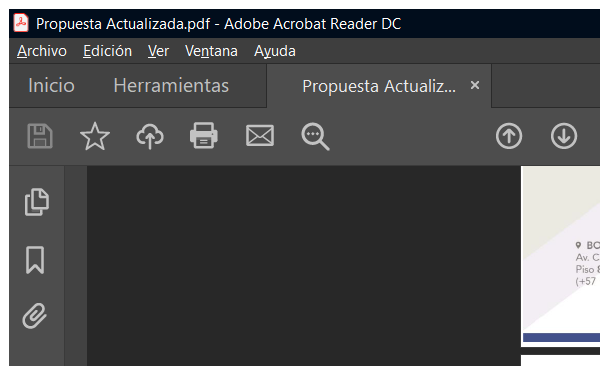 Propuesta Actualizada.pdf - Adobe Acrobat Reader DC
Archivo Edición Ver Ventana Ayuda
Inicio Herramientas Propuesta Actualiz... ×
BO
Av. C
Piso 8
(+57